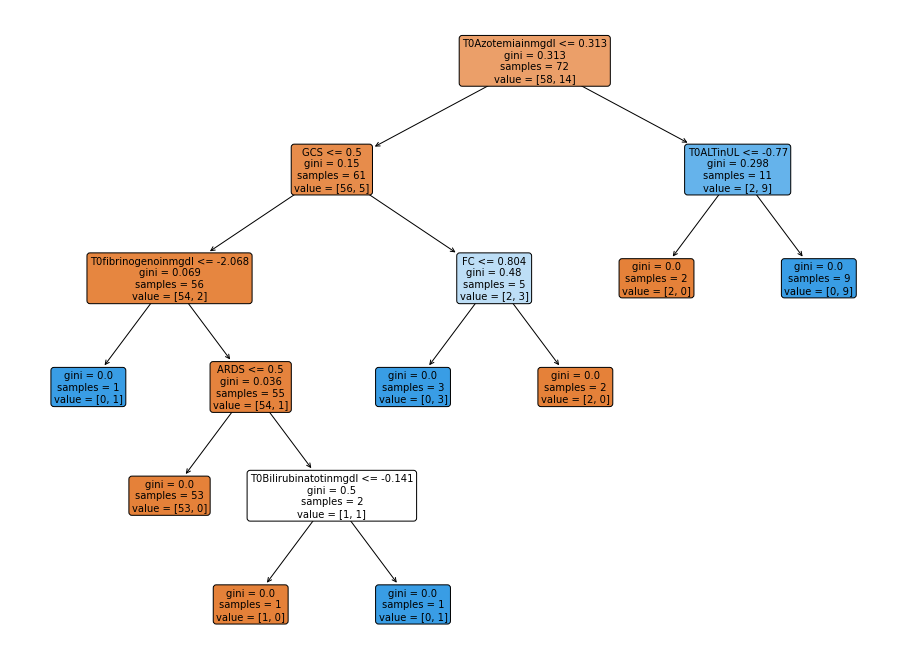 T0Azotemiainmgdl <= 0.313
gini = 0.313
samples = 72
value = [58, 14]
GCS <= 0.5
gini = 0.15
samples = 61
value = [56, 5]
T0ALTinUL <= -0.77
gini = 0.298
samples = 11
value = [2, 9]
T0fibrinogenoinmgdl <= -2.068
gini = 0.069
samples = 56
value = [54, 2]
FC <= 0.804
gini = 0.48
samples = 5
value = [2, 3]
gini = 0.0
samples = 2
value = [2, 0]
gini = 0.0
samples = 9
value = [0, 9]
gini = 0.0
samples = 1
value = [0, 1]
ARDS <= 0.5
gini = 0.036
samples = 55
value = [54, 1]
gini = 0.0
samples = 3
value = [0, 3]
gini = 0.0
samples = 2
value = [2, 0]
gini = 0.0
samples = 53
value = [53, 0]
T0Bilirubinatotinmgdl <= -0.141
gini = 0.5
samples = 2
value = [1, 1]
gini = 0.0
samples = 1
value = [1, 0]
gini = 0.0
samples = 1
value = [0, 1]